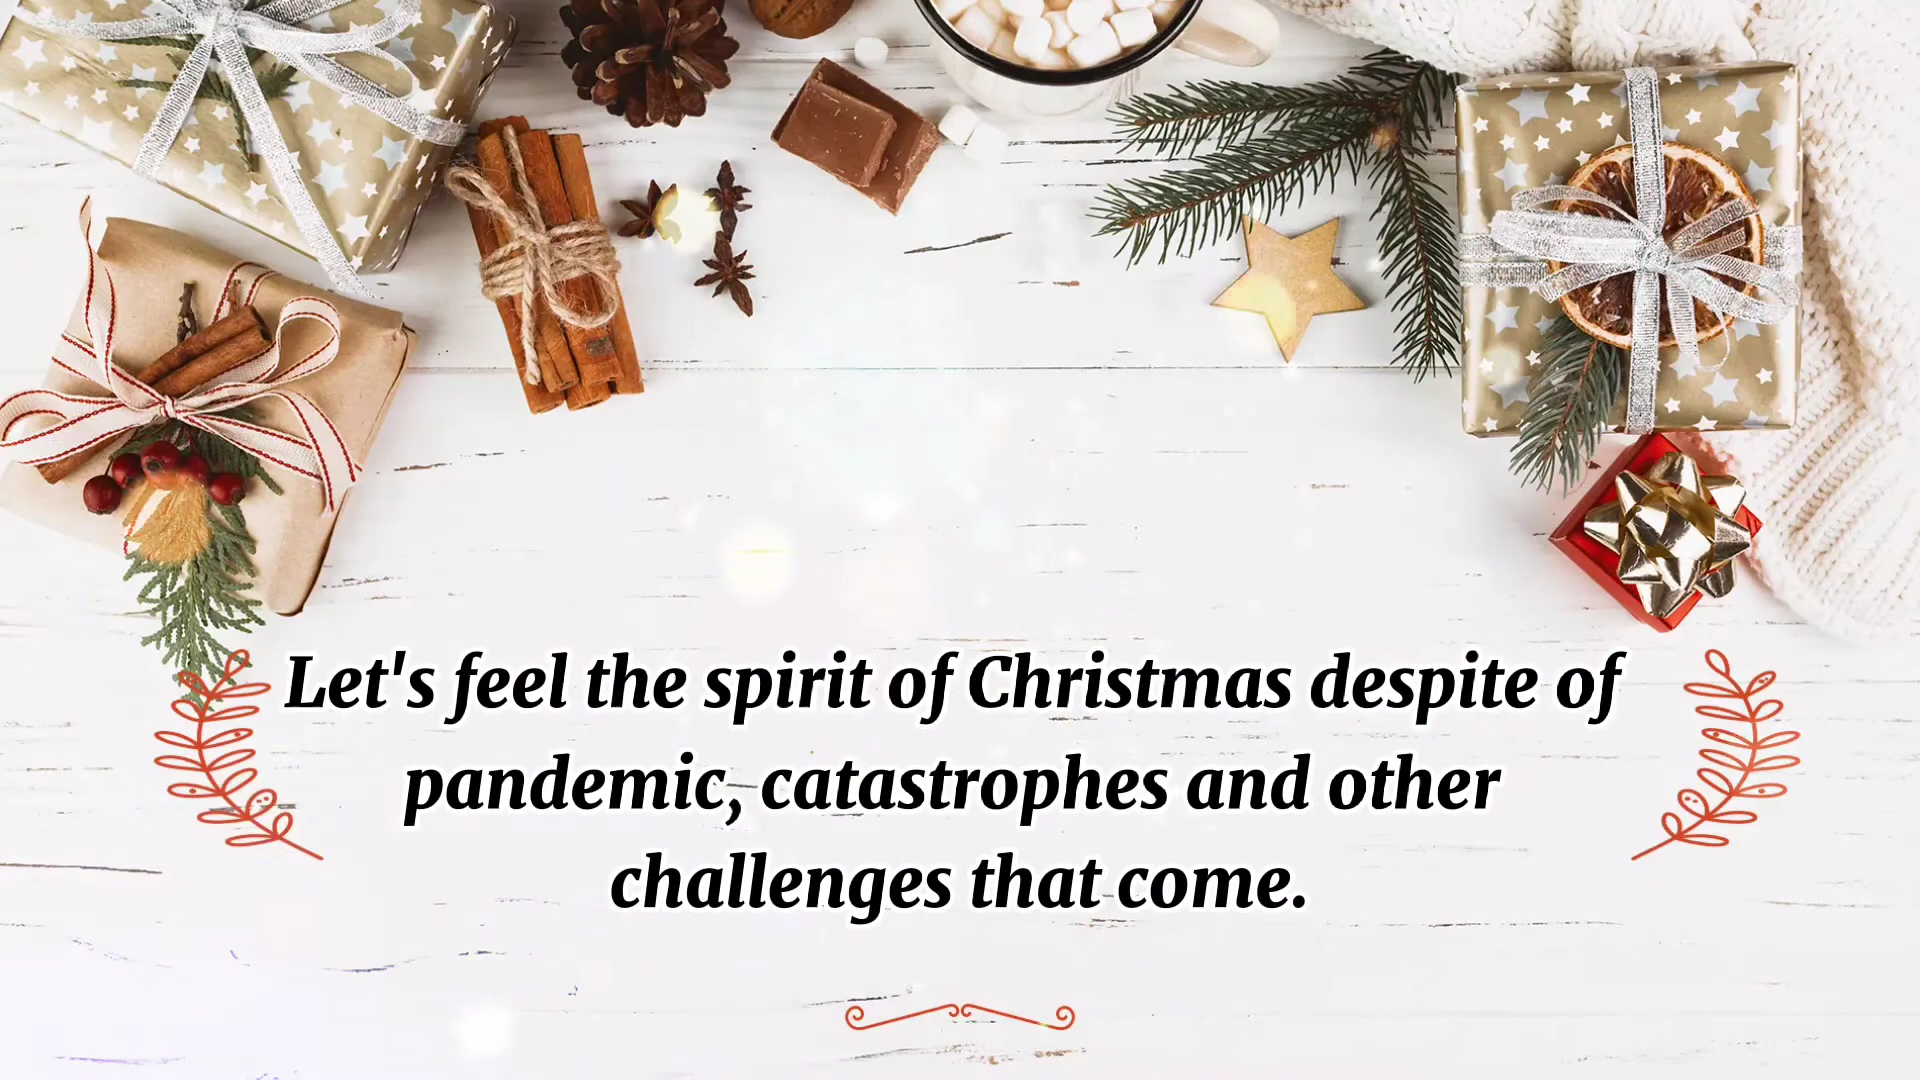 Let's feel the spirit of Christmas despite of
pandemic, catastrophes and other
challenges that come.